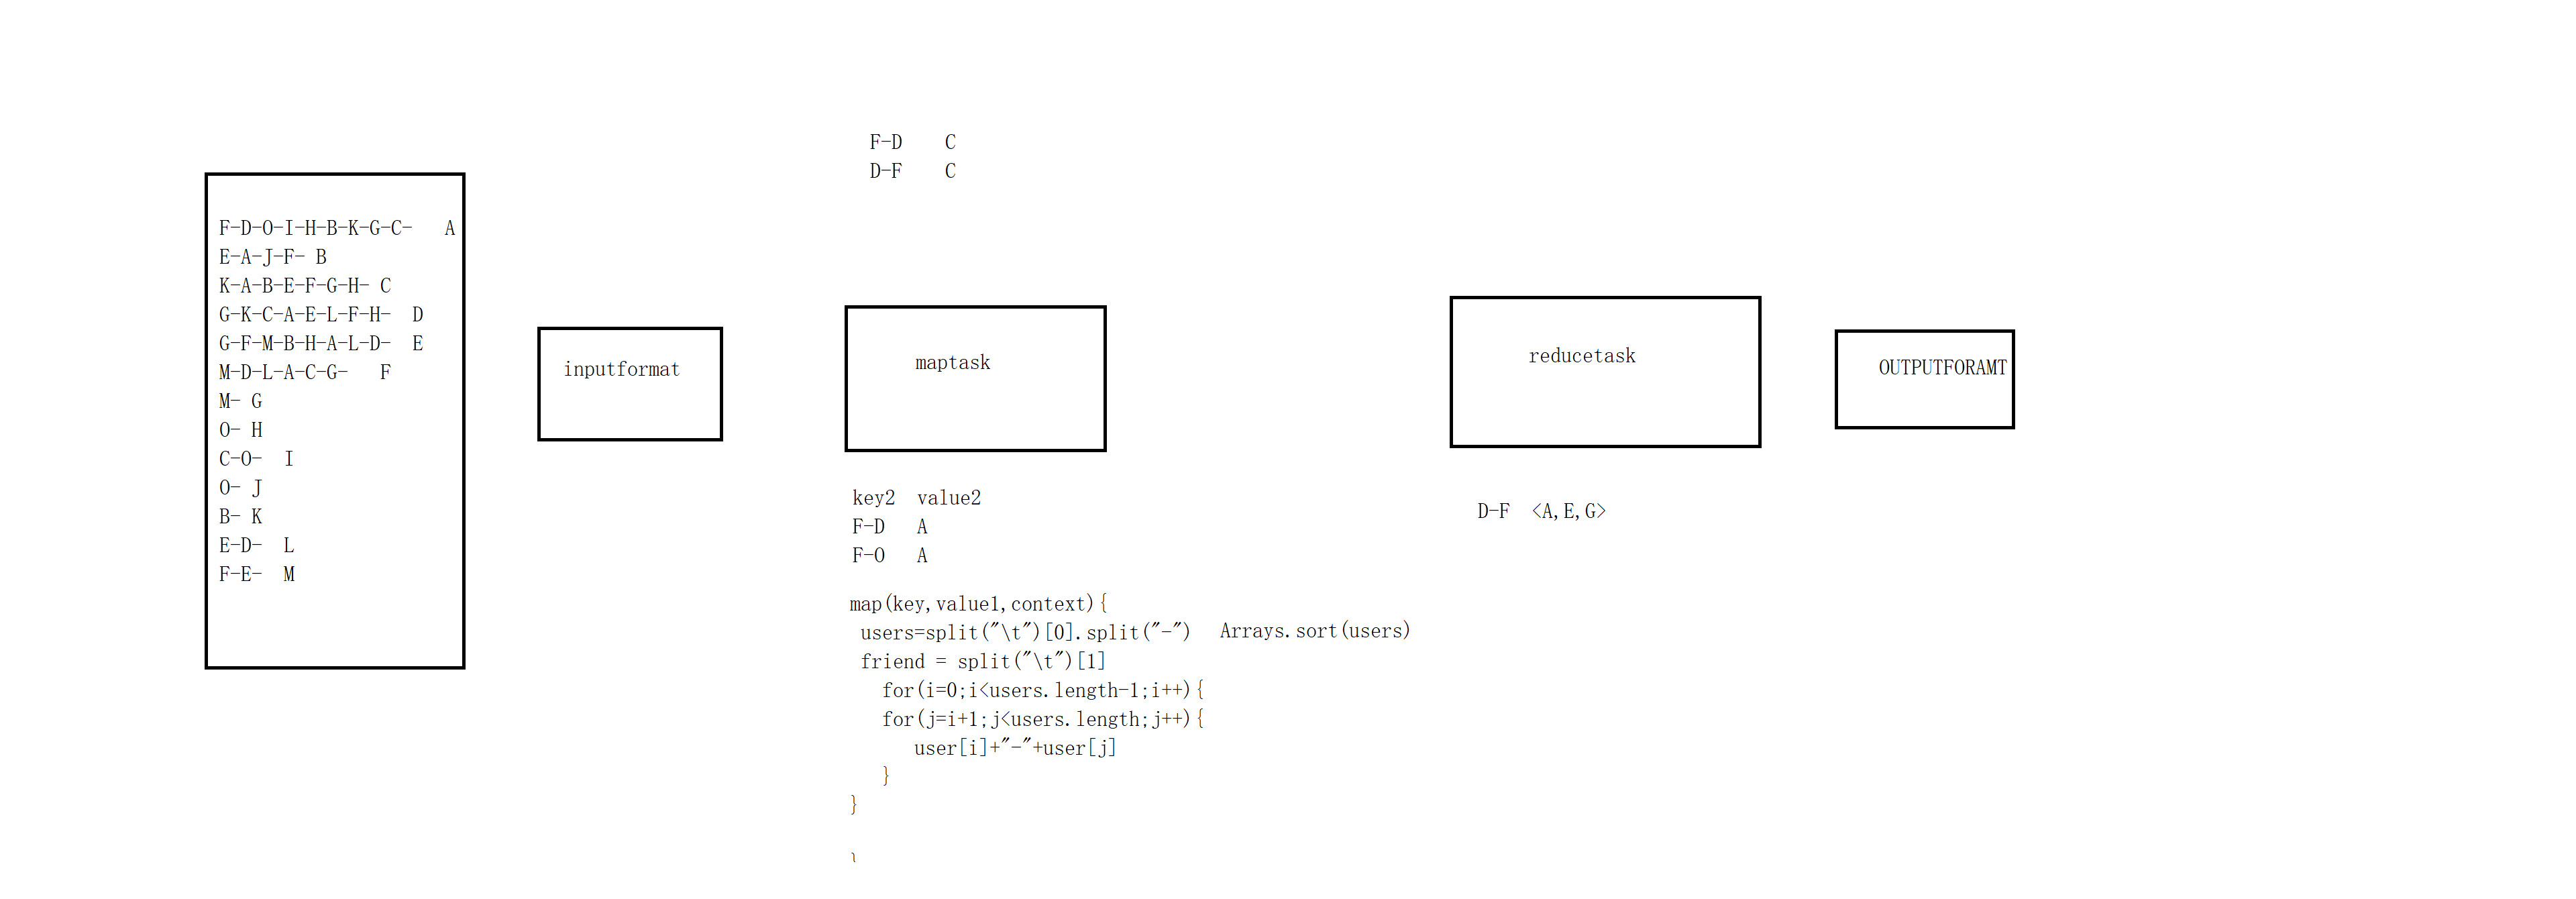 F-D    C
D-F    C
F-D-O-I-H-B-K-G-C-   A
E-A-J-F- B
K-A-B-E-F-G-H- C
G-K-C-A-E-L-F-H-  D
G-F-M-B-H-A-L-D-  E
M-D-L-A-C-G-   F
M- G
O- H
C-O-  I
O- J
B- K
E-D-  L
F-E-  M
inputformat
maptask
key2  value2
F-D   A
F-O   A
map(key,value1,context){
users=split("\t")[0].split("-")   Arrays.sort(users)
friend = split("\t")[1]
for(i=0;i<users.length-1;i++){
for(j=i+1;j<users.length;j++){
user[i]+"-"+user[j]
}
}
}
reducetask
D-F  <A,E,G>
OUTPUTFORAMT